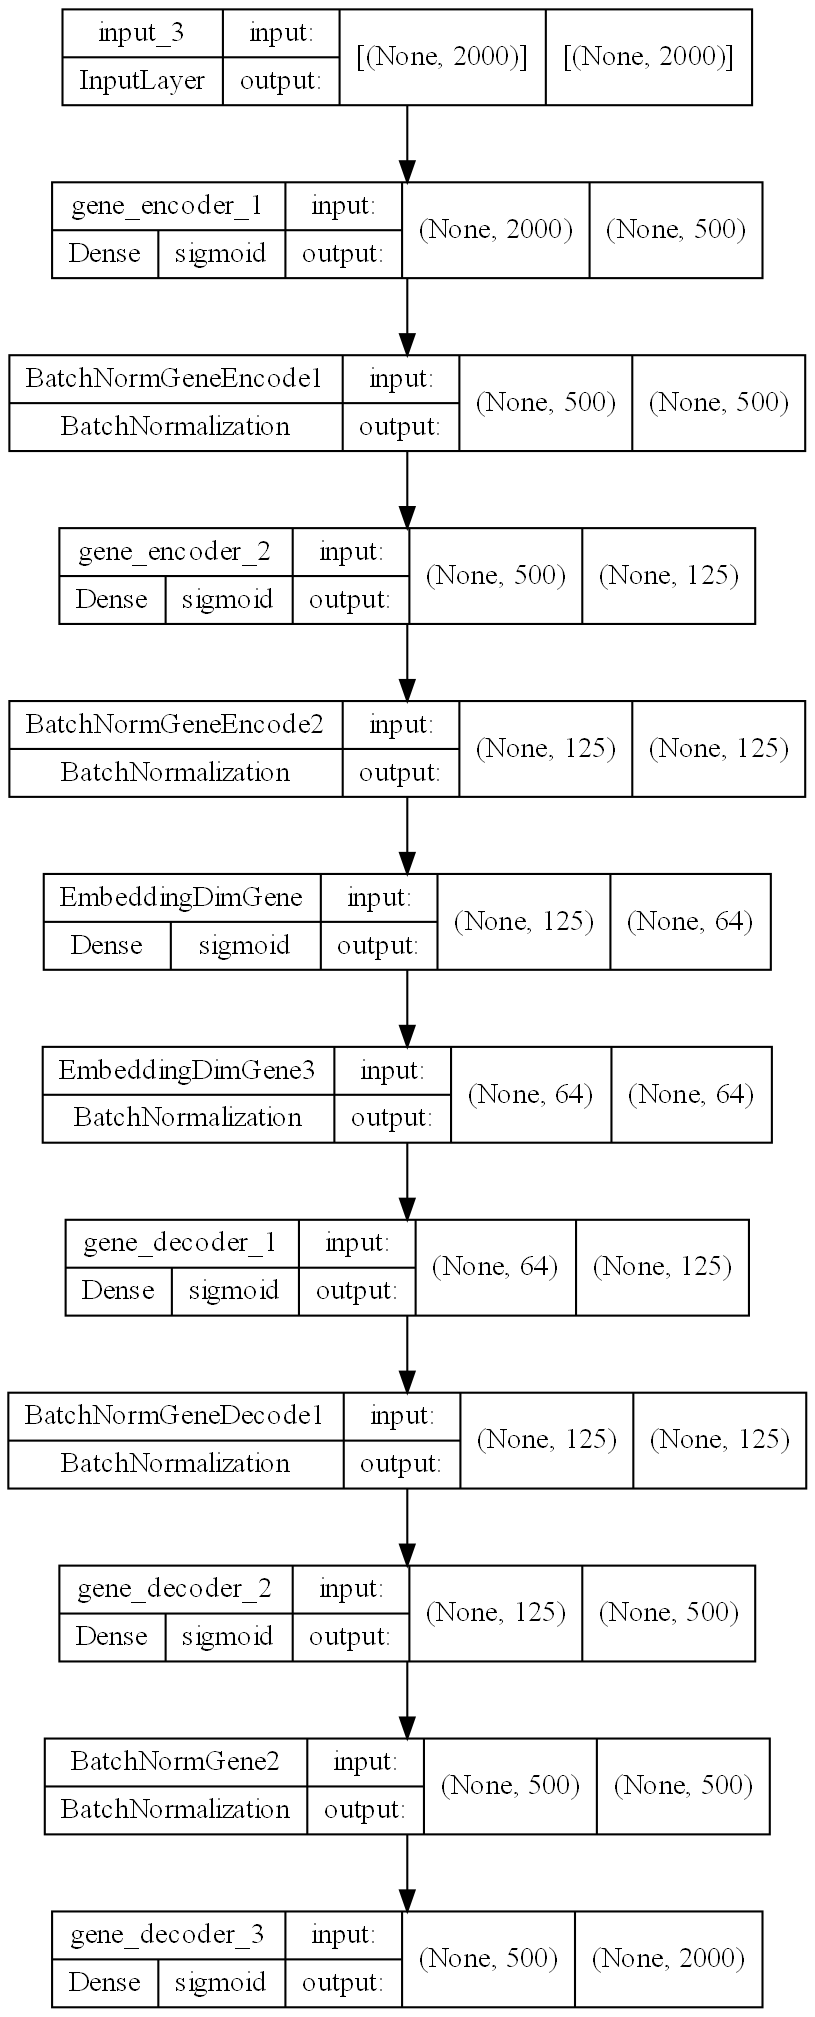 input_3 input: [(None, 2000)] [(None, 2000)]
InputLayer output:
gene_encoder_1 input: (None, 2000) (None, 500)
Dense sigmoid output:
BatchNormGeneEncode1 input: (None, 500) (None, 500)
BatchNormalization output:
gene_encoder_2 input: (None, 500) (None, 125)
Dense sigmoid output:
BatchNormGeneEncode2 input: (None, 125) (None, 125)
BatchNormalization output:
EmbeddingDimGene input: (None, 125) (None, 64)
Dense sigmoid output:
EmbeddingDimGene3 input: (None, 64) (None, 64)
BatchNormalization output:
gene_decoder_1 input: (None, 64) (None, 125)
Dense sigmoid output:
BatchNormGeneDecode1 input: (None, 125) (None, 125)
BatchNormalization output:
gene_decoder_2 input: (None, 125) (None, 500)
Dense sigmoid output:
BatchNormGene2 input: (None, 500) (None, 500)
BatchNormalization output:
gene_decoder_3 input: (None, 500) (None, 2000)
Dense sigmoid output: